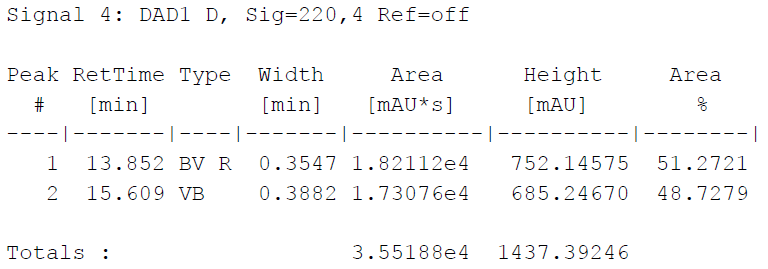 Signal 4: DAD1 D, Sig=220,4 Ref=off
Peak RetTime Type  Width     Area      Height     Area
  #   [min]        [min]   [mAU*s]     [mAU]        %
----|-------|----|-------|----------|----------|--------|
   1  13.852 BV R  0.3547 1.82112e4  752.14575  51.2721
   2  15.609 VB    0.3882 1.73076e4  685.24670  48.7279
Totals :                  3.55188e4  1437.39246